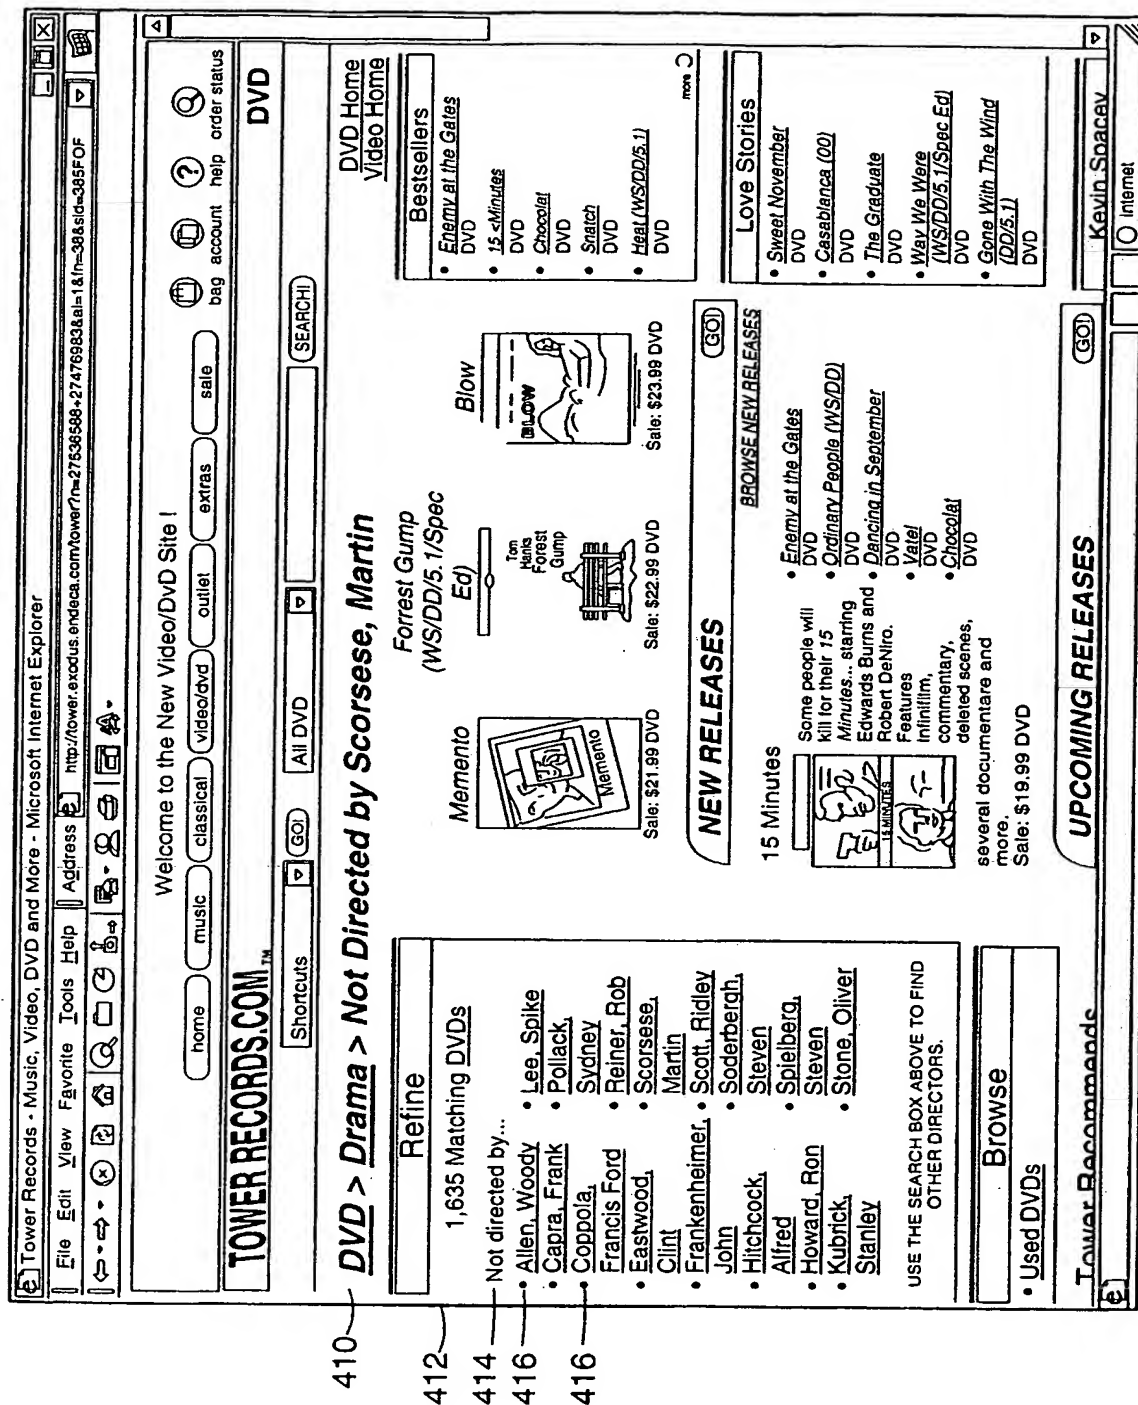 Tower Records - Music, Video, DVD and More - Microsoft Internet Explorer
File Edit View Favorite Tools Help
Address http://tower.exodus.endeca.com/tower?n=27536588+27476983&al=1&fn=38&sid=385FOF
Welcome to the New Video/DvD Site !
home music classical video/dvd outlet extras sale
bag account help order status
TOWER RECORDS.COM TM
DVD
Shortcuts GO! All DVD SEARCH!
410
DVD > Drama > Not Directed by Scorsese, Martin
DVD Home
Video Home
412
Refine
1,635 Matching DVDs
414
Not directed by...
416
• Allen, Woody
• Capra, Frank
416
• Coppola,
Francis Ford
• Eastwood,
Clint
• Frankenheimer,
John
• Hitchcock,
Alfred
• Howard, Ron
• Kubrick,
Stanley
• Lee, Spike
• Pollack,
Sydney
• Reiner, Rob
• Scorsese,
Martin
• Scott, Ridley
• Soderbergh,
Steven
• Spielberg,
Steven
• Stone, Oliver
USE THE SEARCH BOX ABOVE TO FIND
OTHER DIRECTORS.
Browse
• Used DVDs
Tower Recommends
Memento
Memento
Sale: $21.99 DVD
Forrest Gump
(WS/DD/5.1/Spec
Ed)
Tom
Hanks
Forest
Gump
Sale: $22.99 DVD
Blow
BLOW
Sale: $23.99 DVD
NEW RELEASES GO!
BROWSE NEW RELEASES
15 Minutes
15 MINUTES
Some people will
kill for their 15
Minutes... starring
Edwards Burns and
Robert DeNiro.
Features
Infinifilm,
commentary,
deleted scenes,
several documentare and
more.
Sale: $19.99 DVD
• Enemy at the Gates
DVD
• Ordinary People (WS/DD)
DVD
• Dancing in September
DVD
• Vatel
DVD
• Chocolat
DVD
UPCOMING RELEASES GO!
Bestsellers
• Enemy at the Gates
DVD
• 15 <Minutes
DVD
• Chocolat
DVD
• Snatch
DVD
• Heat (WS/DD/5.1)
DVD
more
Love Stories
• Sweet November
DVD
• Casablanca (00)
DVD
• The Graduate
DVD
• Way We Were
(WS/DD/5.1/Spec Ed)
DVD
• Gone With The Wind
(DD/5.1)
DVD
Kevin Spacey
Internet